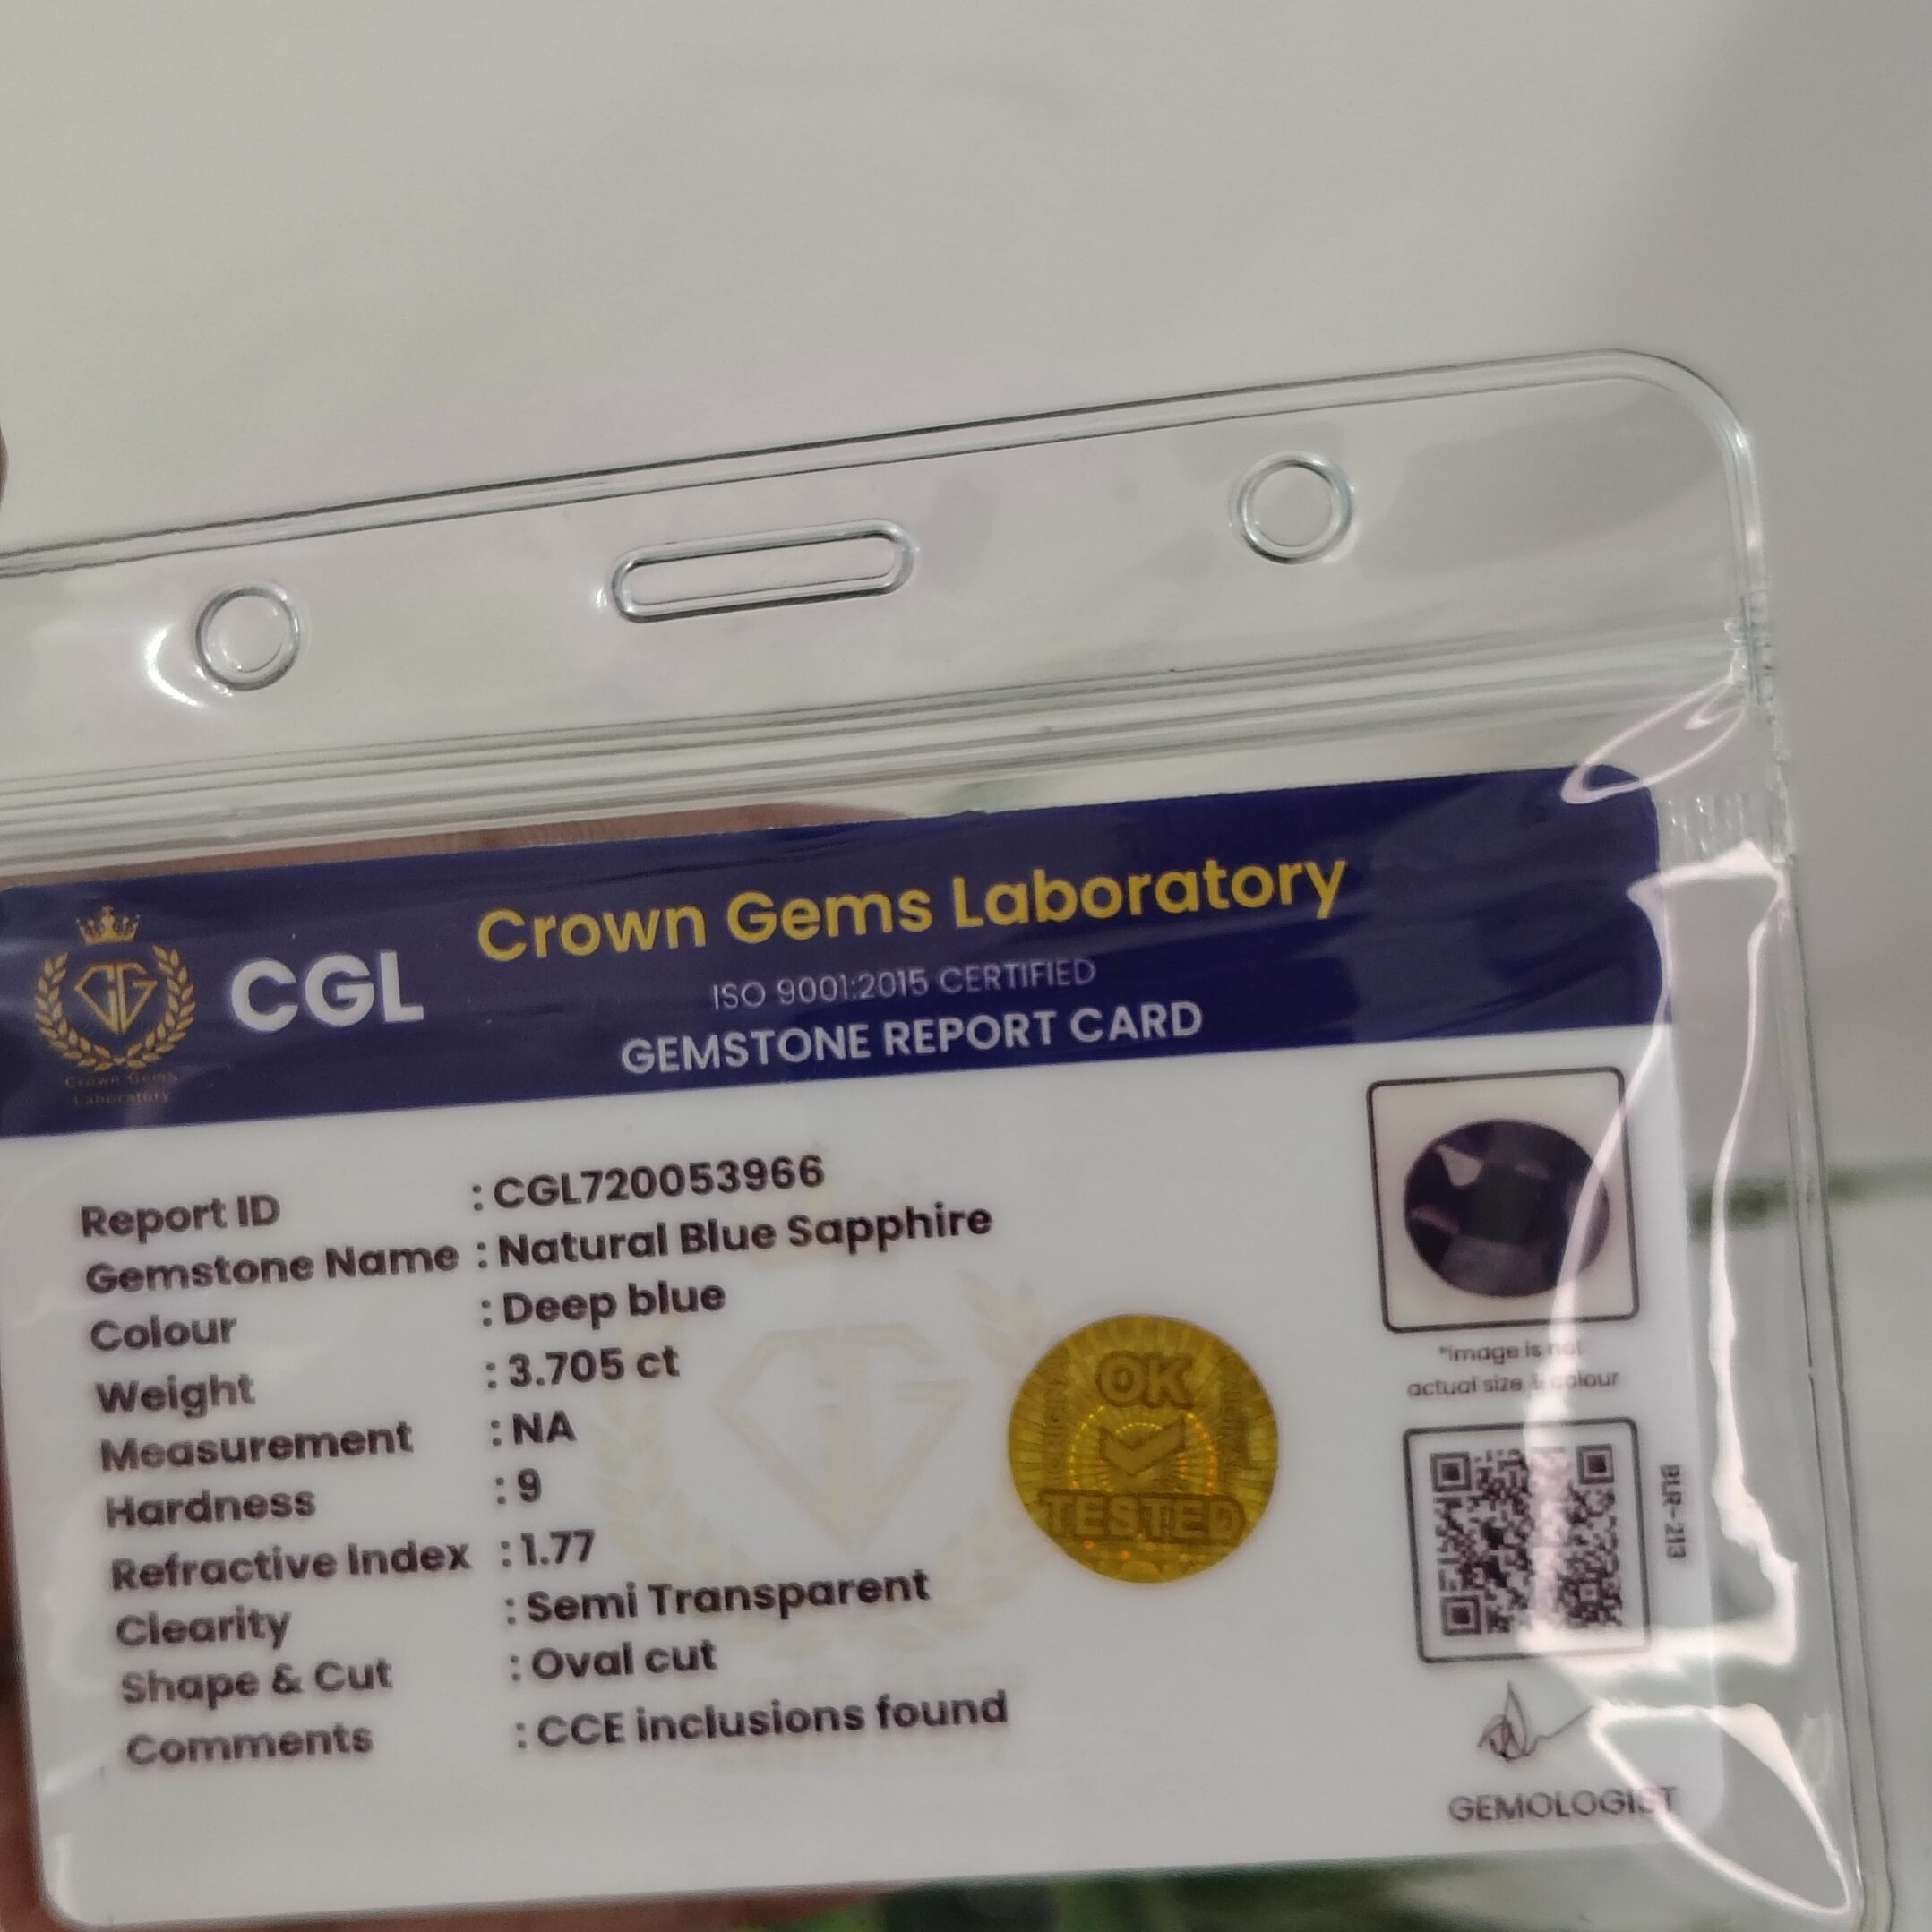 CGL
Crown Gems
Laboratory
Crown Gems Laboratory
ISO 9001:2015 CERTIFIED
GEMSTONE REPORT CARD
Report ID : CGL720053966
Gemstone Name : Natural Blue Sapphire
Colour : Deep blue
Weight : 3.705 ct
Measurement : NA
Hardness : 9
Refractive Index : 1.77
Clearity : Semi Transparent
Shape & Cut : Oval cut
Comments : CCE inclusions found
OK
TESTED
*image is not
actual size & colour
BLR-213
GEMOLOGIST